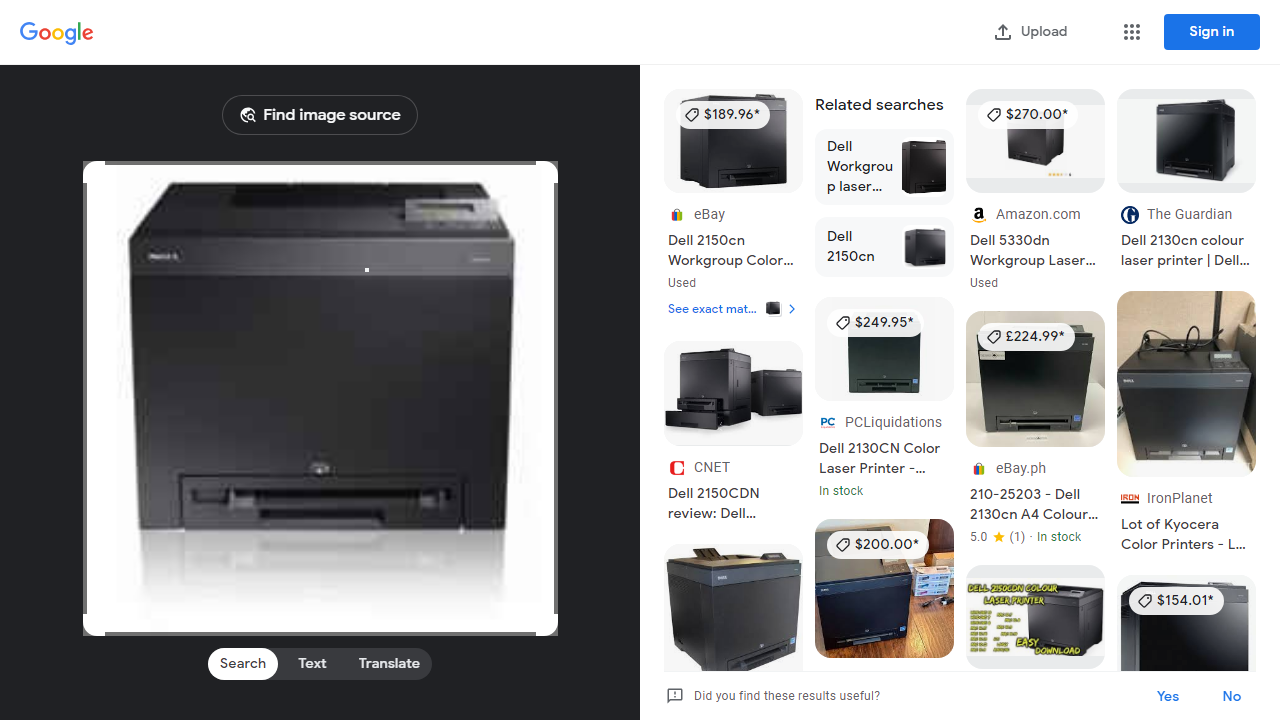 Google
Upload
Sign in
Find image source
Search
Text
Translate
$189.96*
eBay
Dell 2150cn
Workgroup Color...
Used
See exact mat...
CNET
Dell 2150CDN
review: Dell...
Related searches
Dell
Workgrou
p laser...
Dell
2150cn
$249.95*
PCLiquidations
Dell 2130CN Color
Laser Printer -...
In stock
$200.00*
$270.00*
Amazon.com
Dell 5330dn
Workgroup Laser...
Used
£224.99*
eBay.ph
210-25203 - Dell
2130cn A4 Colour...
5.0 (1) · In stock
DELL 2150CDN COLOUR
LASER PRINTER
EASY
DOWNLOAD
The Guardian
Dell 2130cn colour
laser printer | Dell...
IRON
IronPlanet
Lot of Kyocera
Color Printers - L...
$154.01*
Did you find these results useful?
Yes
No